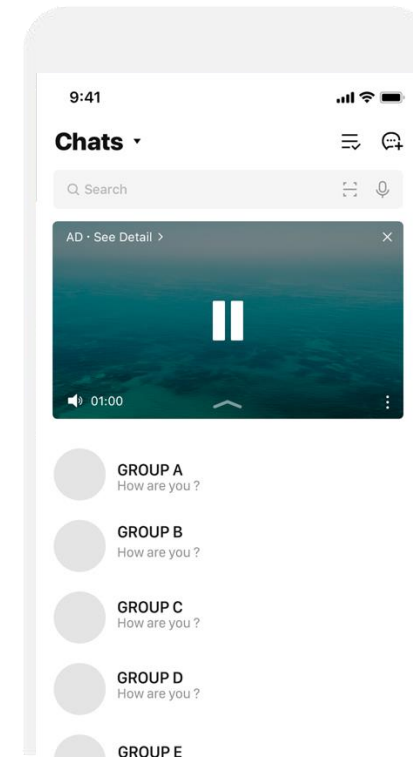 9:41
Chats
Search
AD · See Detail >
01:00
GROUP A
How are you ?
GROUP B
How are you ?
GROUP C
How are you ?
GROUP D
How are you ?
GROUP E